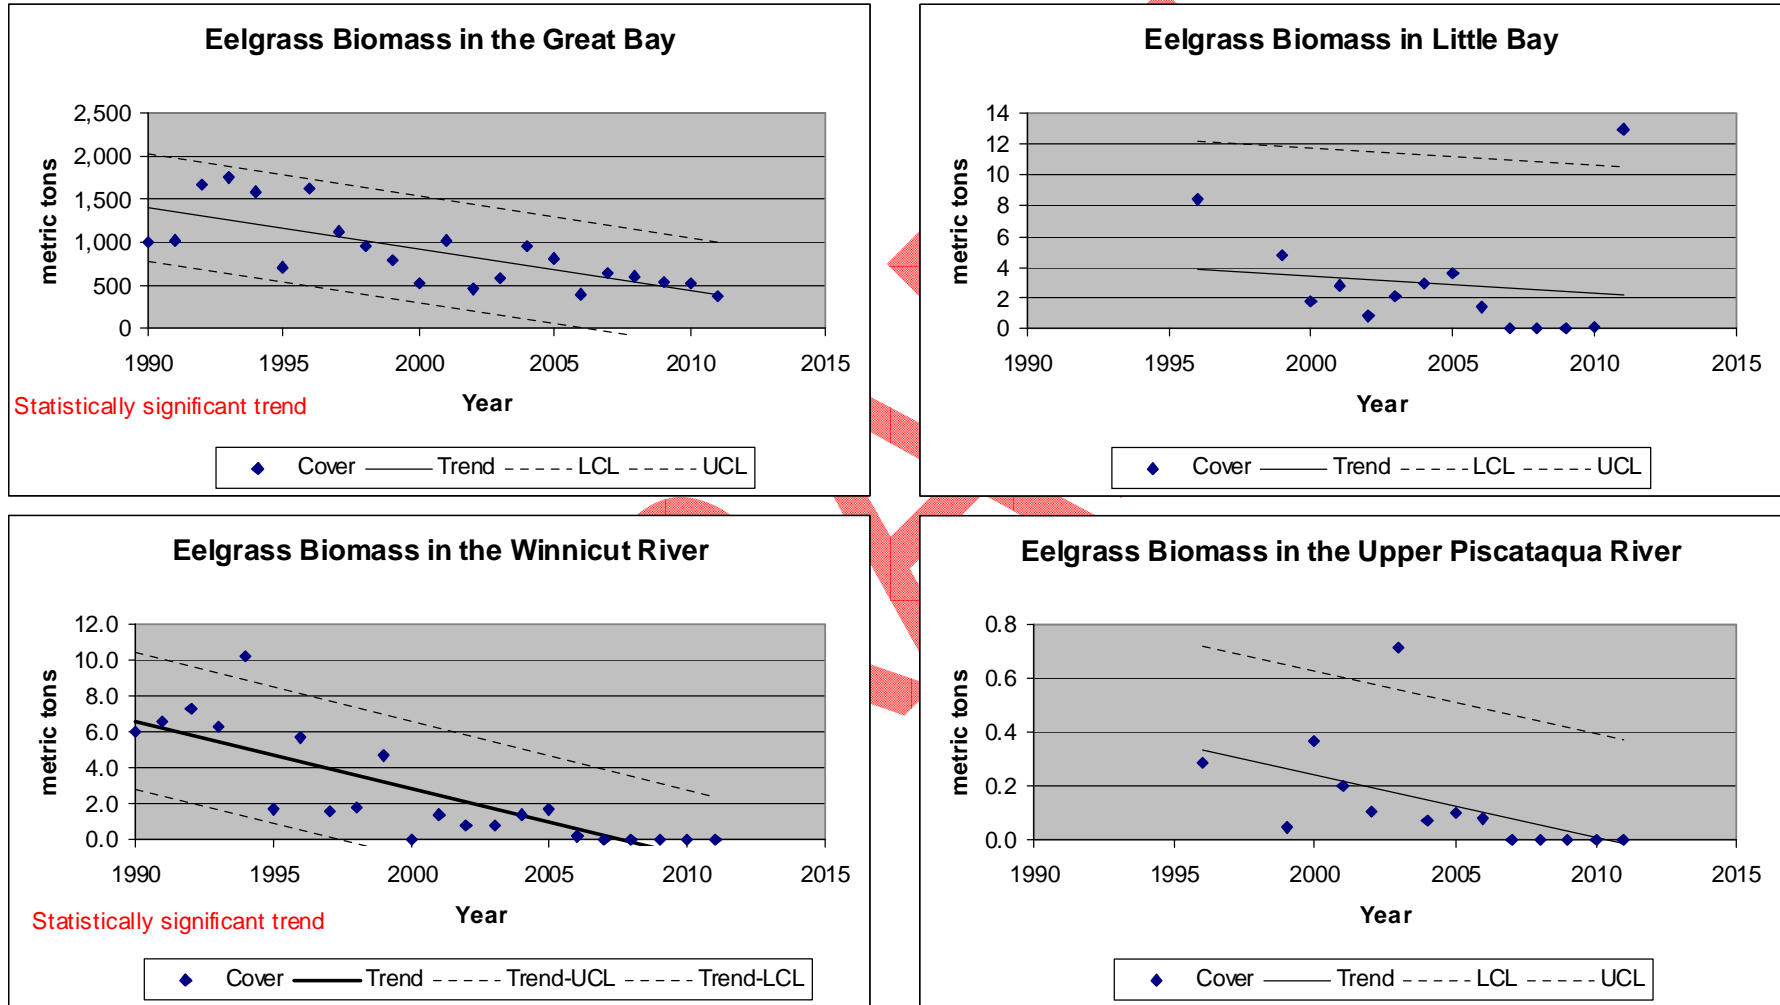 Eelgrass Biomass in the Great Bay
2,500
2,000
1,500
1,000
500
0
metric tons
1990 1995 2000 2005 2010 2015
Year
Statistically significant trend
Cover Trend LCL UCL
Eelgrass Biomass in Little Bay
14
12
10
8
6
4
2
0
metric tons
1990 1995 2000 2005 2010 2015
Year
Cover Trend LCL UCL
Eelgrass Biomass in the Winnicut River
12.0
10.0
8.0
6.0
4.0
2.0
0.0
metric tons
1990 1995 2000 2005 2010 2015
Year
Statistically significant trend
Cover Trend Trend-UCL Trend-LCL
Eelgrass Biomass in the Upper Piscataqua River
0.8
0.6
0.4
0.2
0.0
metric tons
1990 1995 2000 2005 2010 2015
Year
Cover Trend LCL UCL